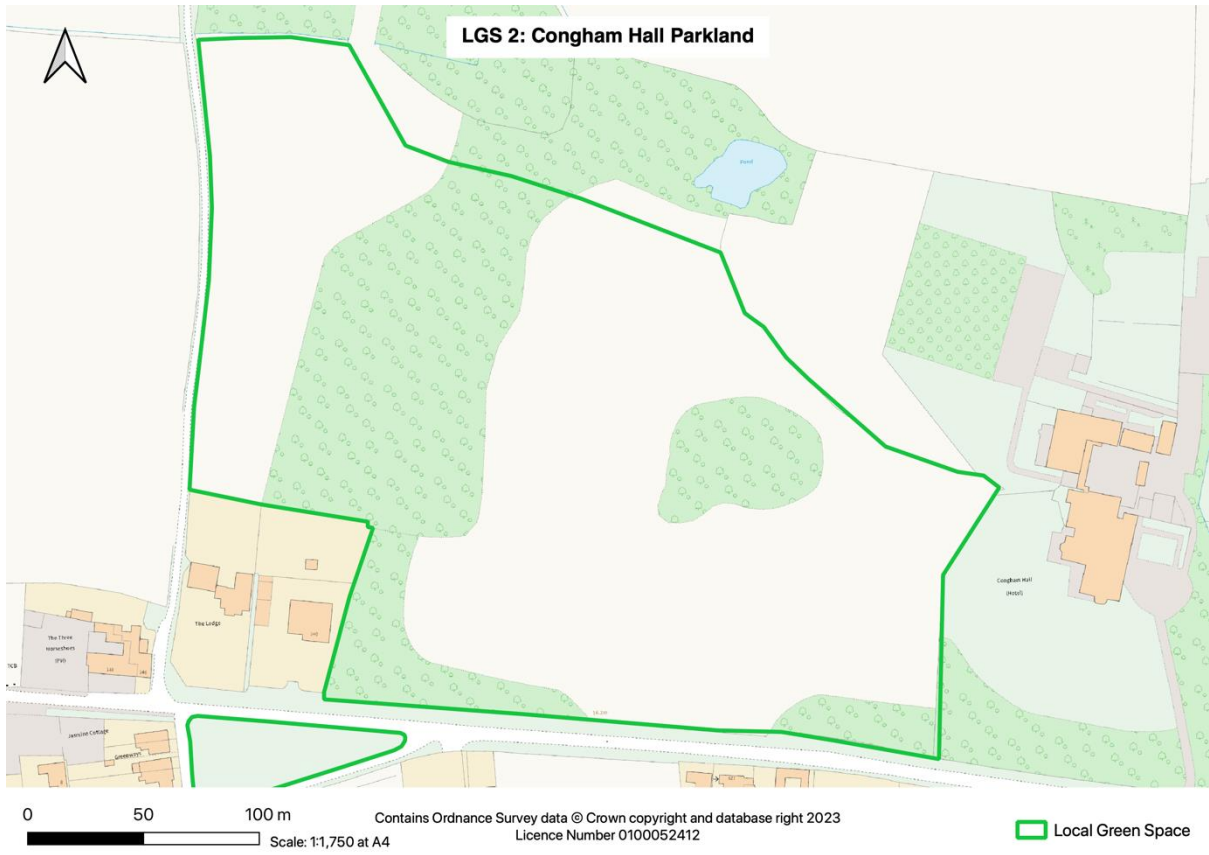 LGS 2: Congham Hall Parkland
Pond
Congham Hall
(Hotel)
The Lodge
The Three
Horseshoes
(PH)
TCB
Jasmine Cottage
Greenways
0 50 100 m
Scale: 1:1,750 at A4
Contains Ordnance Survey data © Crown copyright and database right 2023
Licence Number 0100052412
Local Green Space